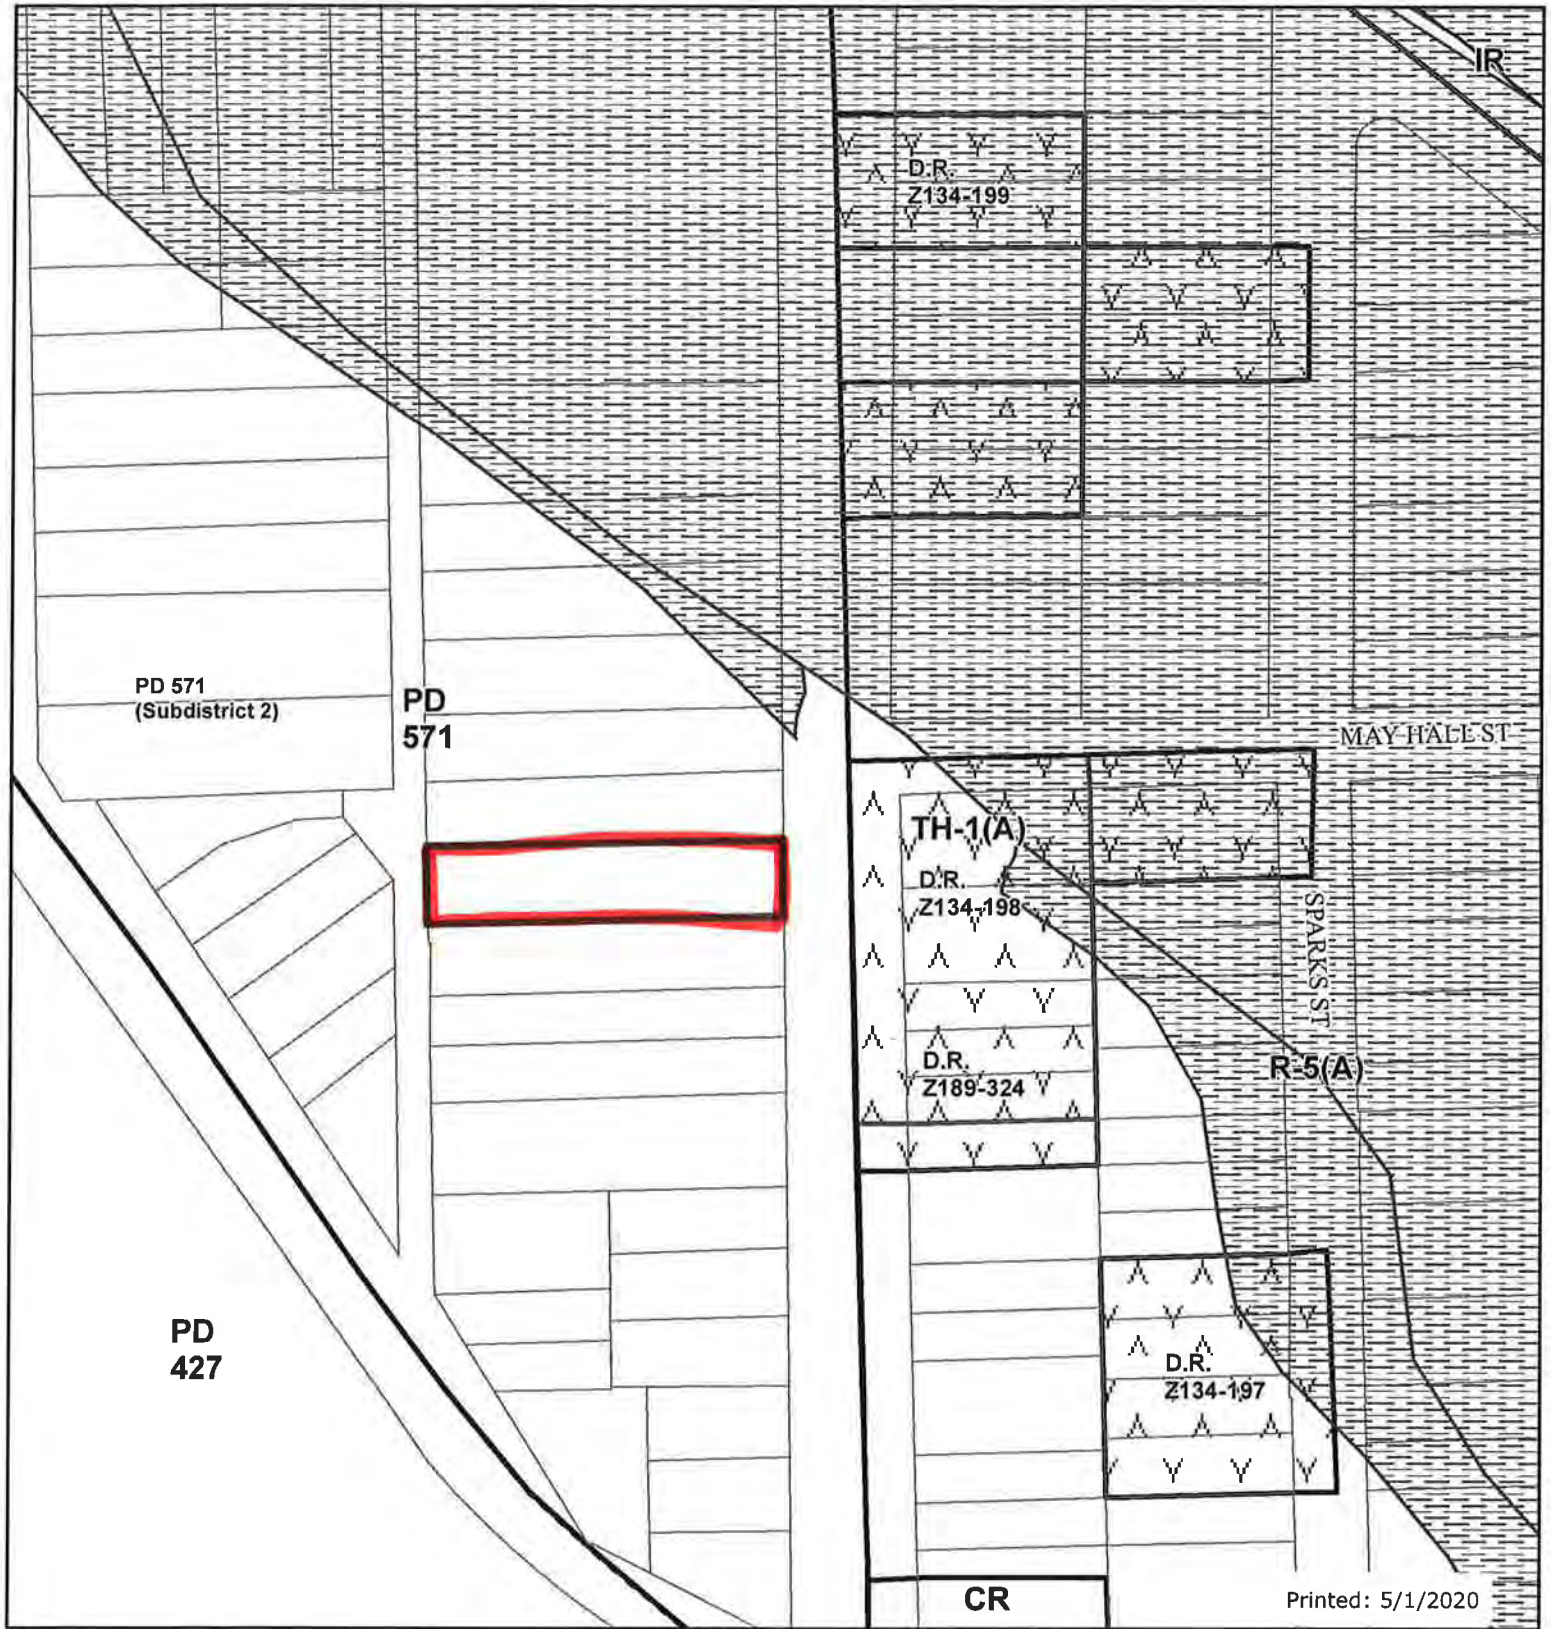 IR
D.R.
Z134-199
PD 571
(Subdistrict 2)
PD
571
MAY HALL ST
TH-1(A)
D.R.
Z134-198
SPARKS ST
D.R.
Z189-324
R-5(A)
PD
427
D.R.
Z134-197
CR
Printed: 5/1/2020